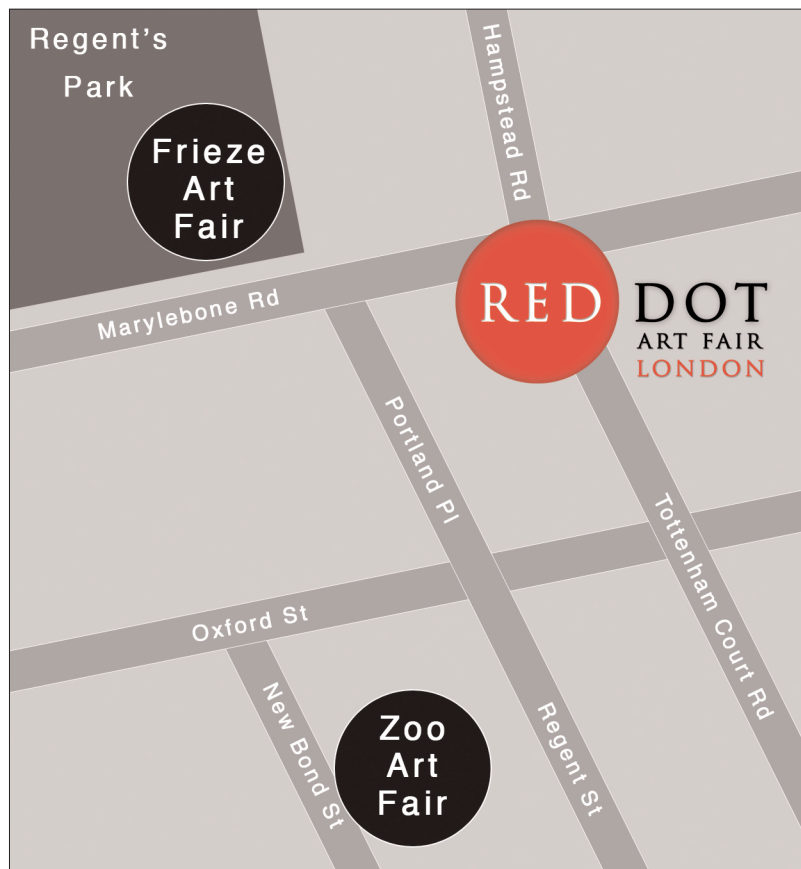 Regent's
Park
Frieze
Art
Fair
Hampstead Rd
Marylebone Rd
RED DOT
ART FAIR
LONDON
Portland Pl
Tottenham Court Rd
Oxford St
New Bond St
Zoo
Art
Fair
Regent St